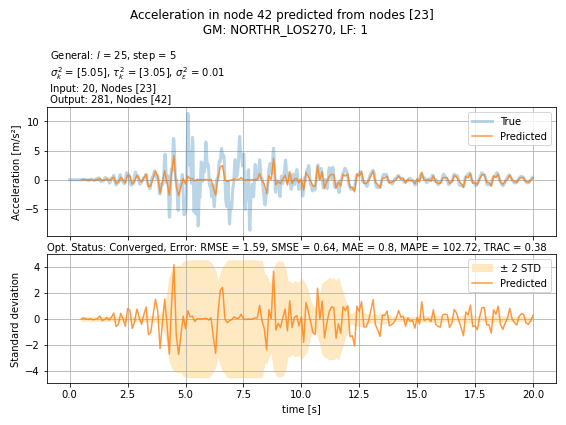 Acceleration in node 42 predicted from nodes [23]
GM: NORTHR_LOS270, LF: 1
General: l = 25, step = 5
σ²ₖ = [5.05], τ²ₖ = [3.05], σ²ε = 0.01
Input: 20, Nodes [23]
Output: 281, Nodes [42]
10
5
0
−5
Acceleration [m/s²]
True
Predicted
Opt. Status: Converged, Error: RMSE = 1.59, SMSE = 0.64, MAE = 0.8, MAPE = 102.72, TRAC = 0.38
4
2
0
−2
−4
Standard deviation
± 2 STD
Predicted
0.0 2.5 5.0 7.5 10.0 12.5 15.0 17.5 20.0
time [s]